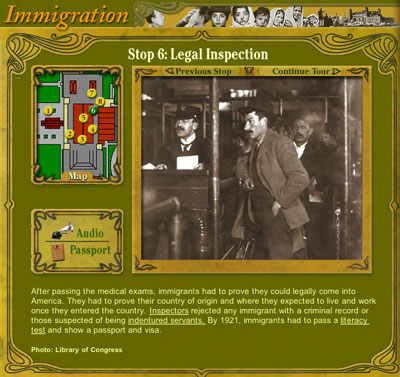 Immigration
Stop 6: Legal Inspection
Previous Stop
Continue Tour
1
7
8
6
5
4
2
3
Map
Audio
Passport
After passing the medical exams, immigrants had to prove they could legally come into
America. They had to prove their country of origin and where they expected to live and work
once they entered the country. Inspectors rejected any immigrant with a criminal record or
those suspected of being indentured servants. By 1921, immigrants had to pass a literacy
test and show a passport and visa.
Photo: Library of Congress